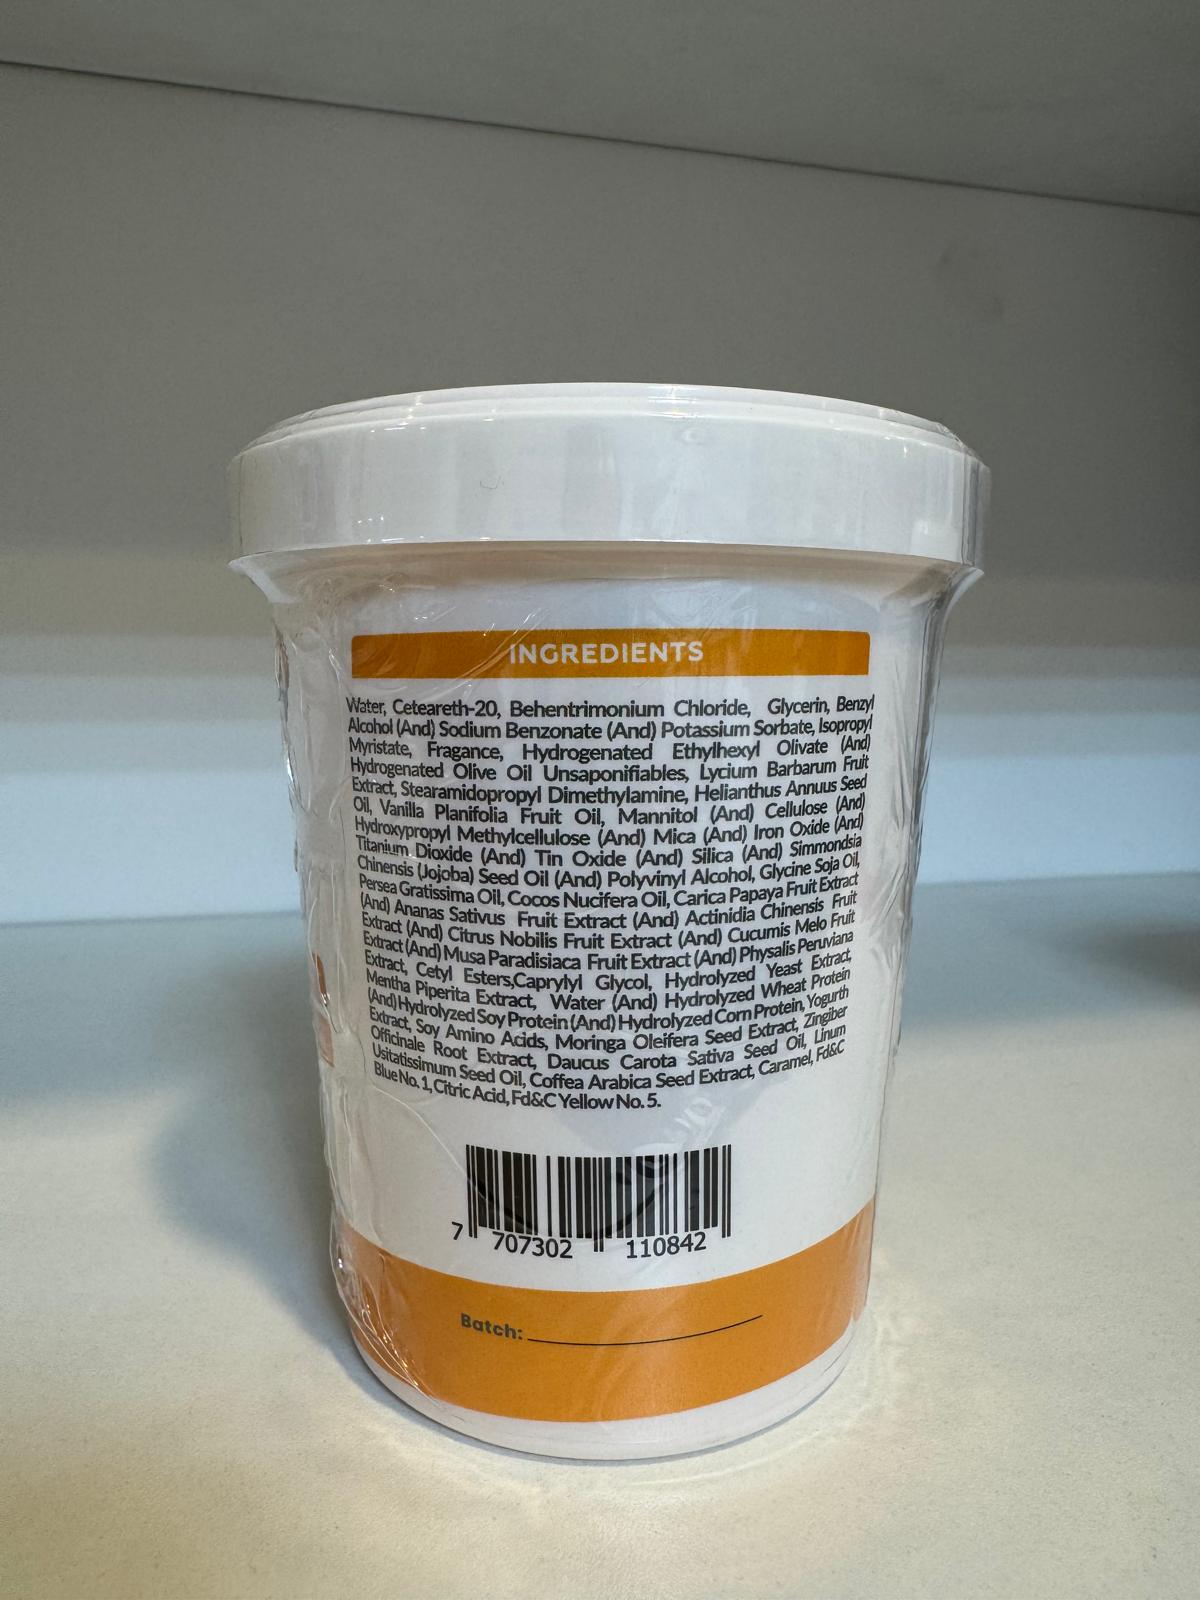 INGREDIENTS
Water, Ceteareth-20, Behentrimonium Chloride, Glycerin, Benzyl
Alcohol (And) Sodium Benzonate (And) Potassium Sorbate, Isopropyl
Myristate, Fragance, Hydrogenated Ethylhexyl Olivate (And)
Hydrogenated Olive Oil Unsaponifiables, Lycium Barbarum Fruit
Extract, Stearamidopropyl Dimethylamine, Helianthus Annuus Seed
Oil, Vanilla Planifolia Fruit Oil, Mannitol (And) Cellulose (And)
Hydroxypropyl Methylcellulose (And) Mica (And) Iron Oxide (And)
Titanium Dioxide (And) Tin Oxide (And) Silica (And) Simmondsia
Chinensis (Jojoba) Seed Oil (And) Polyvinyl Alcohol, Glycine Soja Oil,
Persea Gratissima Oil, Cocos Nucifera Oil, Carica Papaya Fruit Extract
(And) Ananas Sativus Fruit Extract (And) Actinidia Chinensis Fruit
Extract (And) Citrus Nobilis Fruit Extract (And) Cucumis Melo Fruit
Extract (And) Musa Paradisiaca Fruit Extract (And) Physalis Peruviana
Extract, Cetyl Esters,Caprylyl Glycol, Hydrolyzed Yeast Extract,
Mentha Piperita Extract, Water (And) Hydrolyzed Wheat Protein
(And) Hydrolyzed Soy Protein (And) Hydrolyzed Corn Protein, Yogurth
Extract, Soy Amino Acids, Moringa Oleifera Seed Extract, Zingiber
Officinale Root Extract, Daucus Carota Sativa Seed Oil, Linum
Usitatissimum Seed Oil, Coffea Arabica Seed Extract, Caramel, Fd&C
Blue No. 1, Citric Acid, Fd&C Yellow No. 5.
7 707302 110842
Batch: